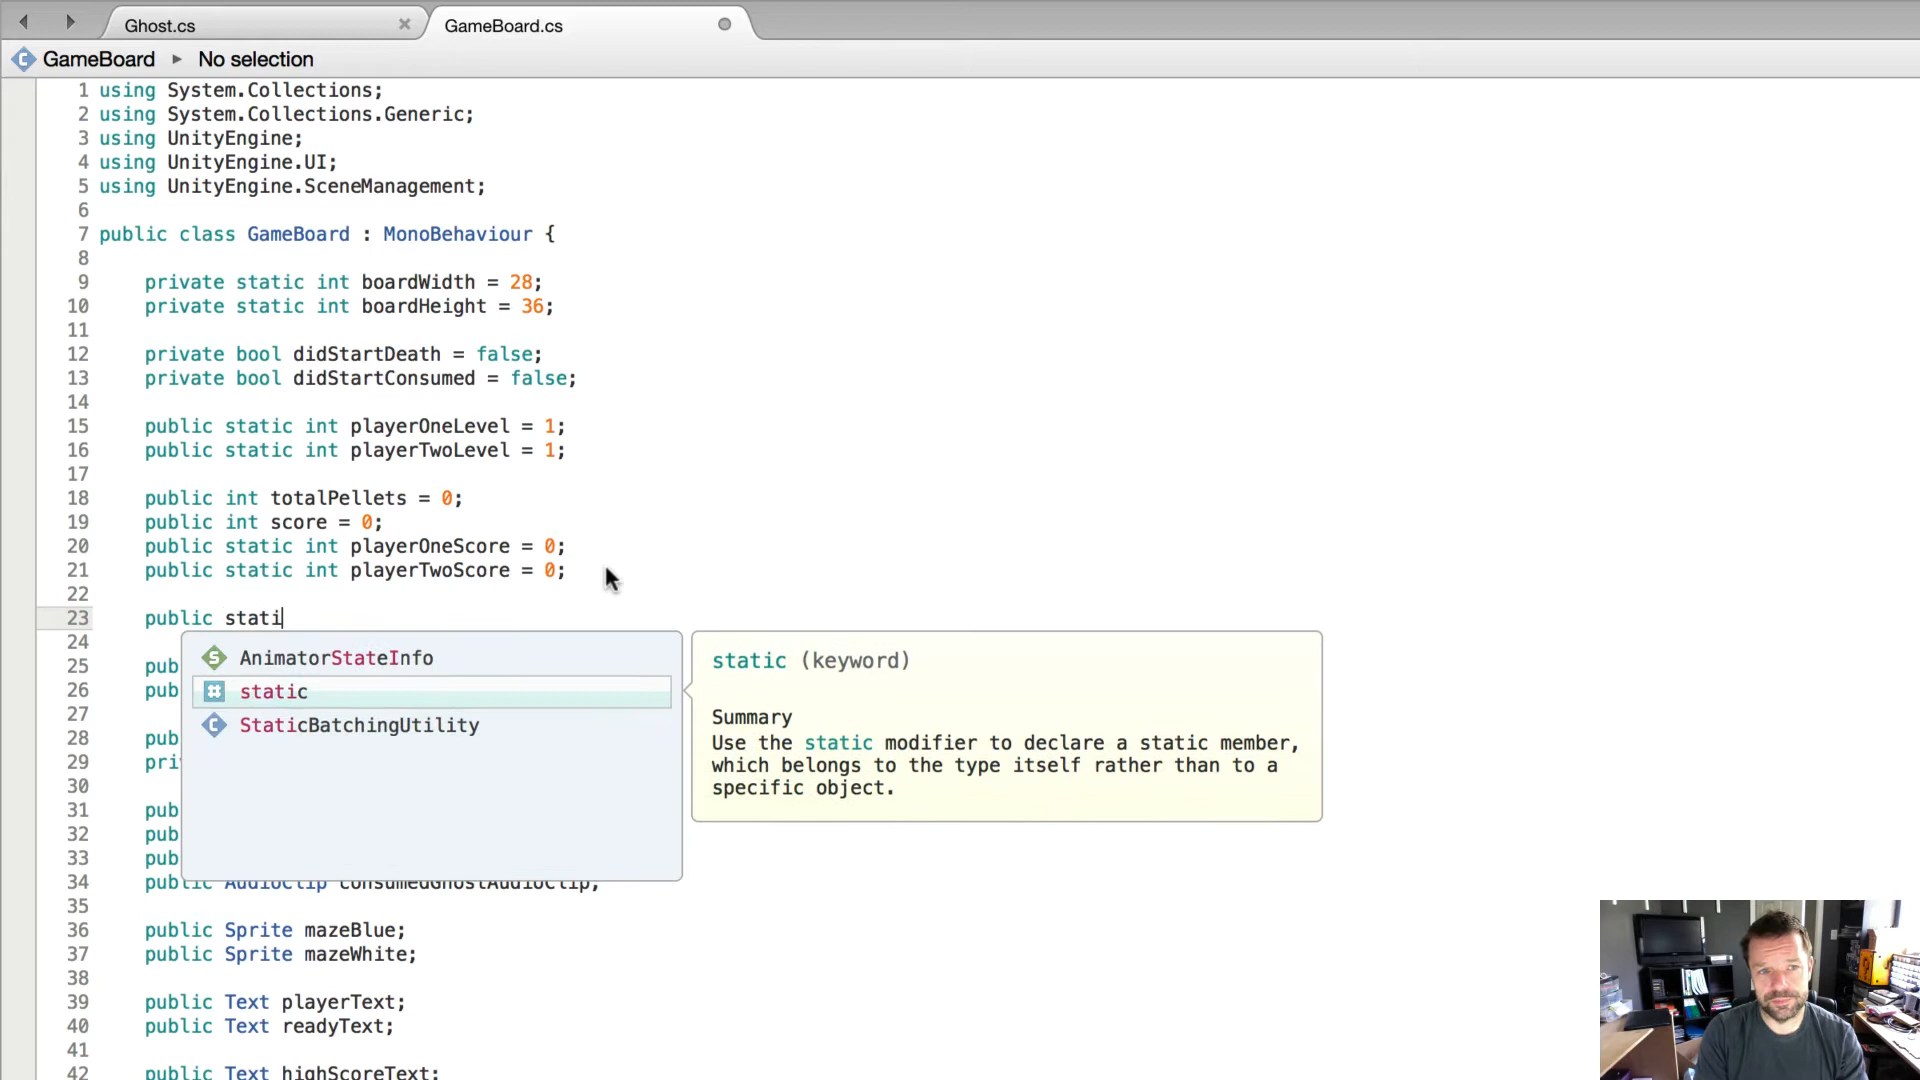 Ghost.cs
GameBoard.cs
GameBoard No selection
1 using System.Collections;
2 using System.Collections.Generic;
3 using UnityEngine;
4 using UnityEngine.UI;
5 using UnityEngine.SceneManagement;
6
7 public class GameBoard : MonoBehaviour {
8
9 private static int boardWidth = 28;
10 private static int boardHeight = 36;
11
12 private bool didStartDeath = false;
13 private bool didStartConsumed = false;
14
15 public static int playerOneLevel = 1;
16 public static int playerTwoLevel = 1;
17
18 public int totalPellets = 0;
19 public int score = 0;
20 public static int playerOneScore = 0;
21 public static int playerTwoScore = 0;
22
23 public stati
24
25 pub
26 pub
27
28 pub
29 pri
30
31 pub
32 pub
33 pub
34 public AudioClip consumedGhostAudioClip;
35
36 public Sprite mazeBlue;
37 public Sprite mazeWhite;
38
39 public Text playerText;
40 public Text readyText;
41
42 public Text highScoreText;
AnimatorStateInfo
static
StaticBatchingUtility
static (keyword)
Summary
Use the static modifier to declare a static member,
which belongs to the type itself rather than to a
specific object.